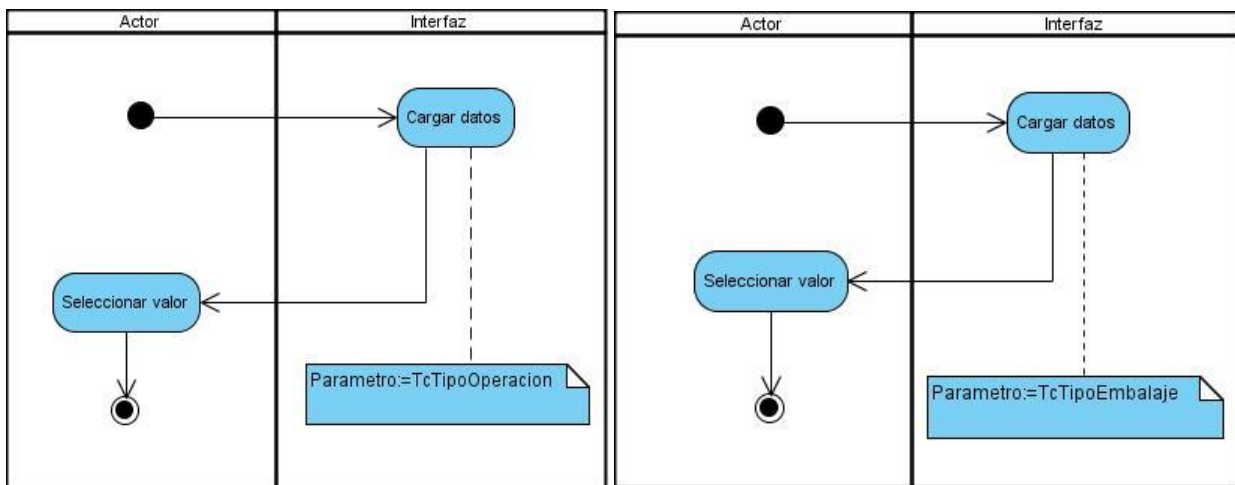 Actor
Interfaz
Cargar datos
Seleccionar valor
Parametro:=TcTipoOperacion
Actor
Interfaz
Cargar datos
Seleccionar valor
Parametro:=TcTipoEmbalaje